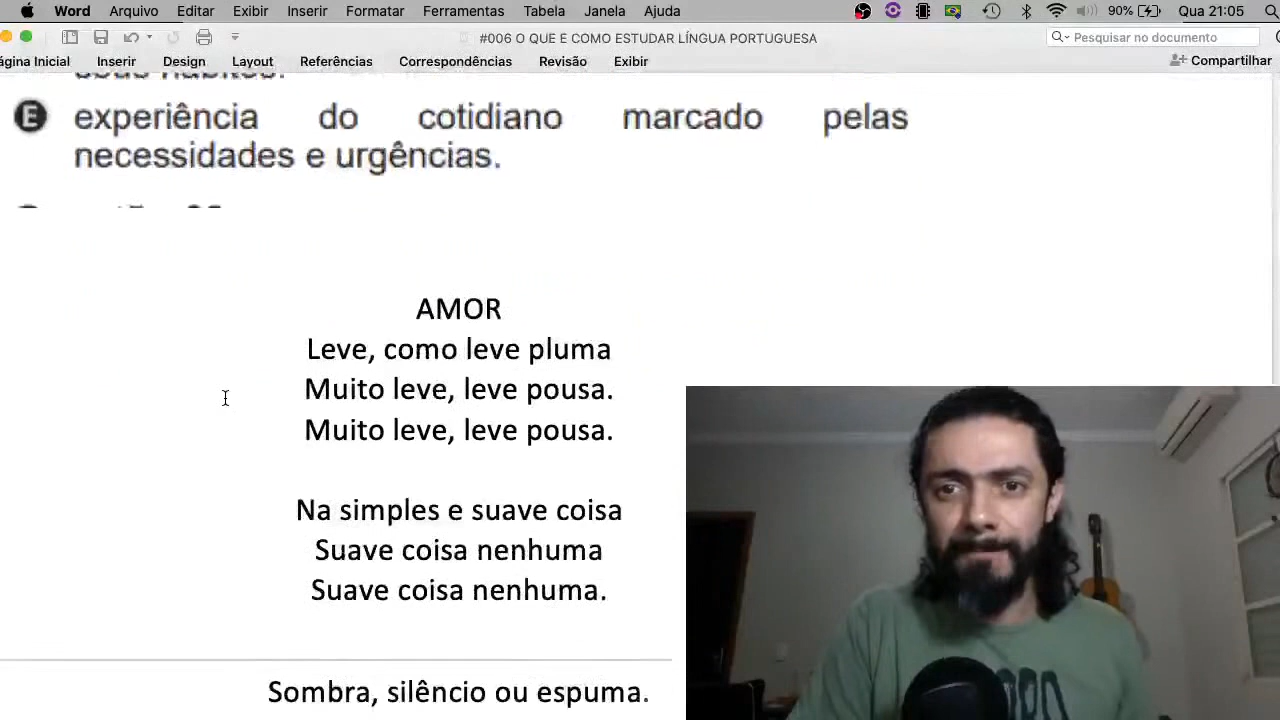 Word Arquivo Editar Exibir Inserir Formatar Ferramentas Tabela Janela Ajuda 90% Qua 21:05
#006 O QUE E COMO ESTUDAR LÍNGUA PORTUGUESA
Pesquisar no documento
ágina Inicial Inserir Design Layout Referências Correspondências Revisão Exibir Compartilhar
seus hábitos.
E experiência do cotidiano marcado pelas
necessidades e urgências.
AMOR
Leve, como leve pluma
Muito leve, leve pousa.
Muito leve, leve pousa.
Na simples e suave coisa
Suave coisa nenhuma
Suave coisa nenhuma.
Sombra, silêncio ou espuma.